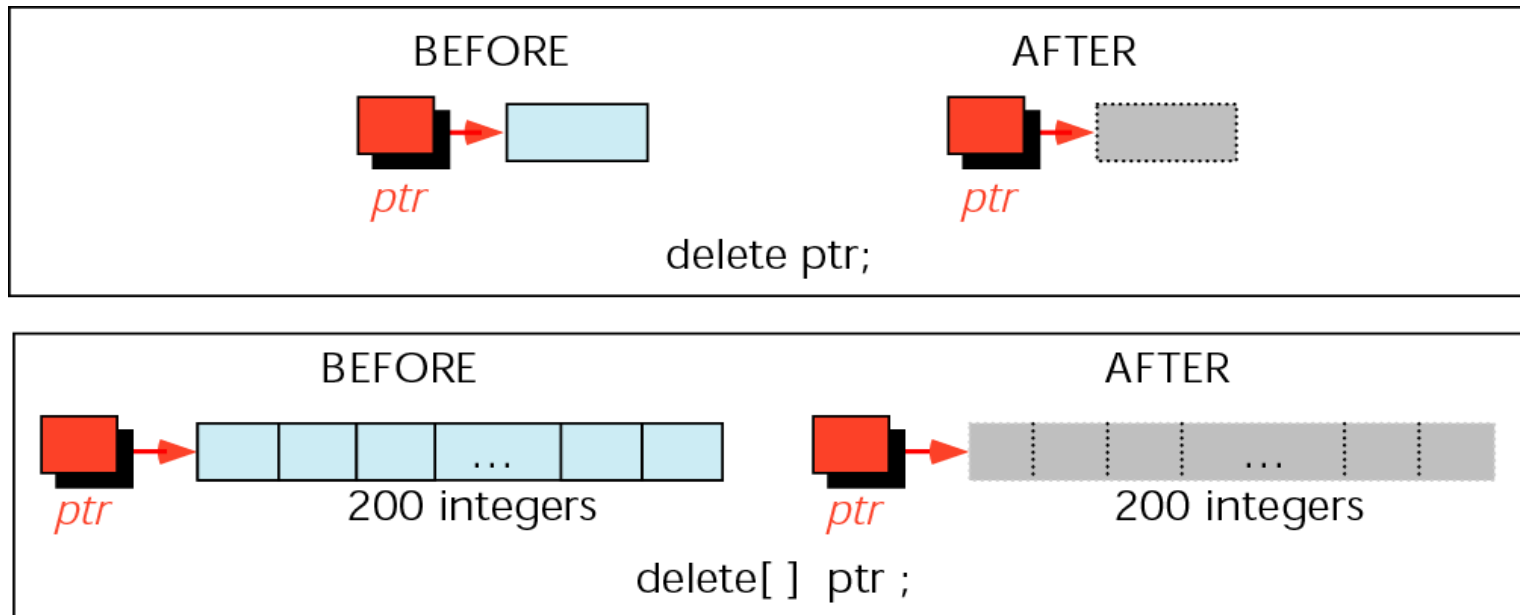 BEFORE AFTER
ptr ptr
delete ptr;
BEFORE AFTER
...
...
ptr 200 integers ptr 200 integers
delete[ ] ptr ;